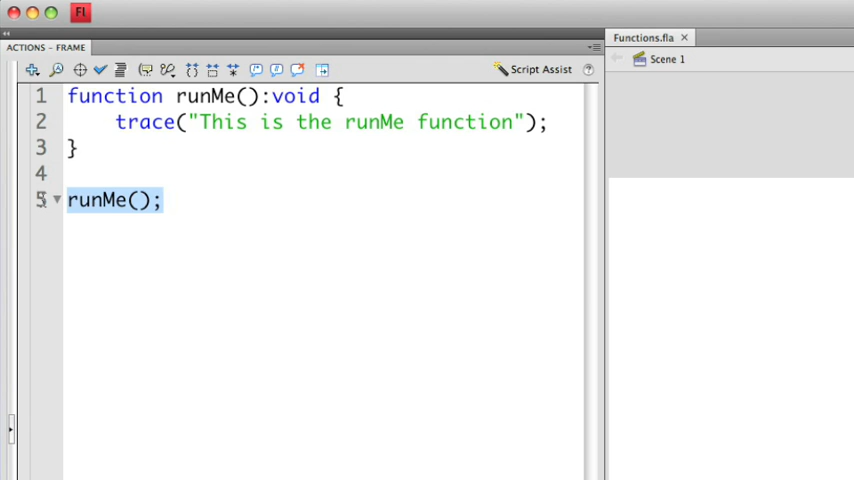 Fl
ACTIONS - FRAME
Functions.fla
Script Assist
Scene 1
1 function runMe():void {
2 trace("This is the runMe function");
3 }
4
5 runMe();